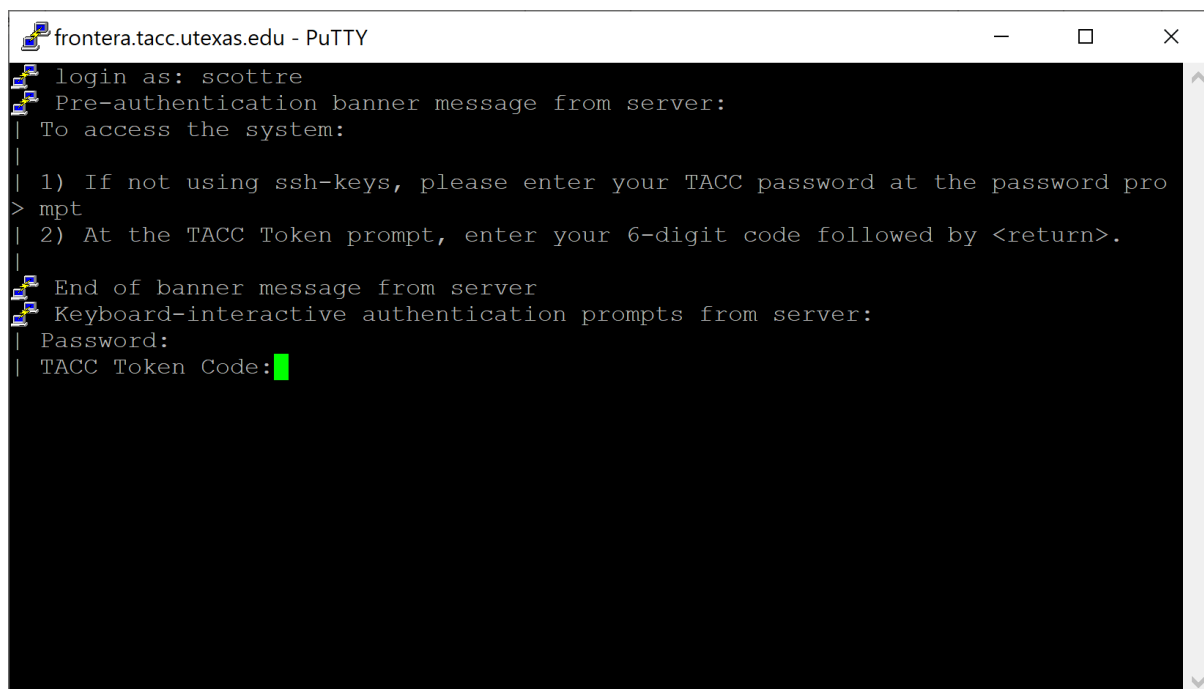 frontera.tacc.utexas.edu - PuTTY
login as: scottre
Pre-authentication banner message from server:
| To access the system:
|
| 1) If not using ssh-keys, please enter your TACC password at the password pro
> mpt
| 2) At the TACC Token prompt, enter your 6-digit code followed by <return>.
|
End of banner message from server
Keyboard-interactive authentication prompts from server:
| Password:
| TACC Token Code: